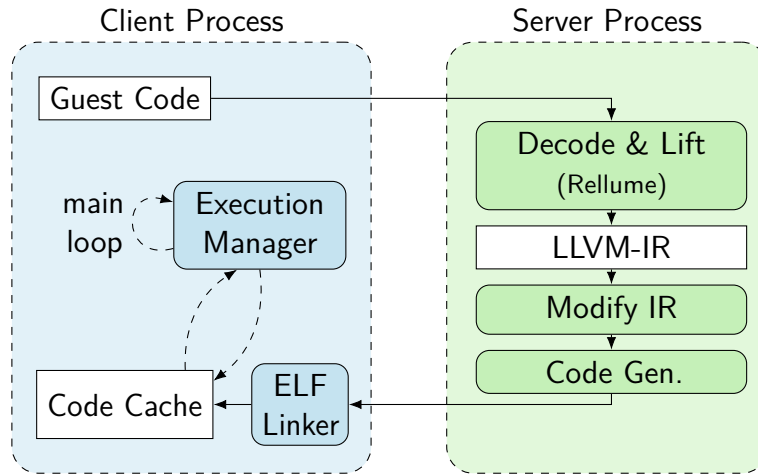 Client Process
Server Process
Guest Code
Decode & Lift
(Rellume)
main
loop
Execution
Manager
LLVM-IR
Modify IR
Code Gen.
Code Cache
ELF
Linker